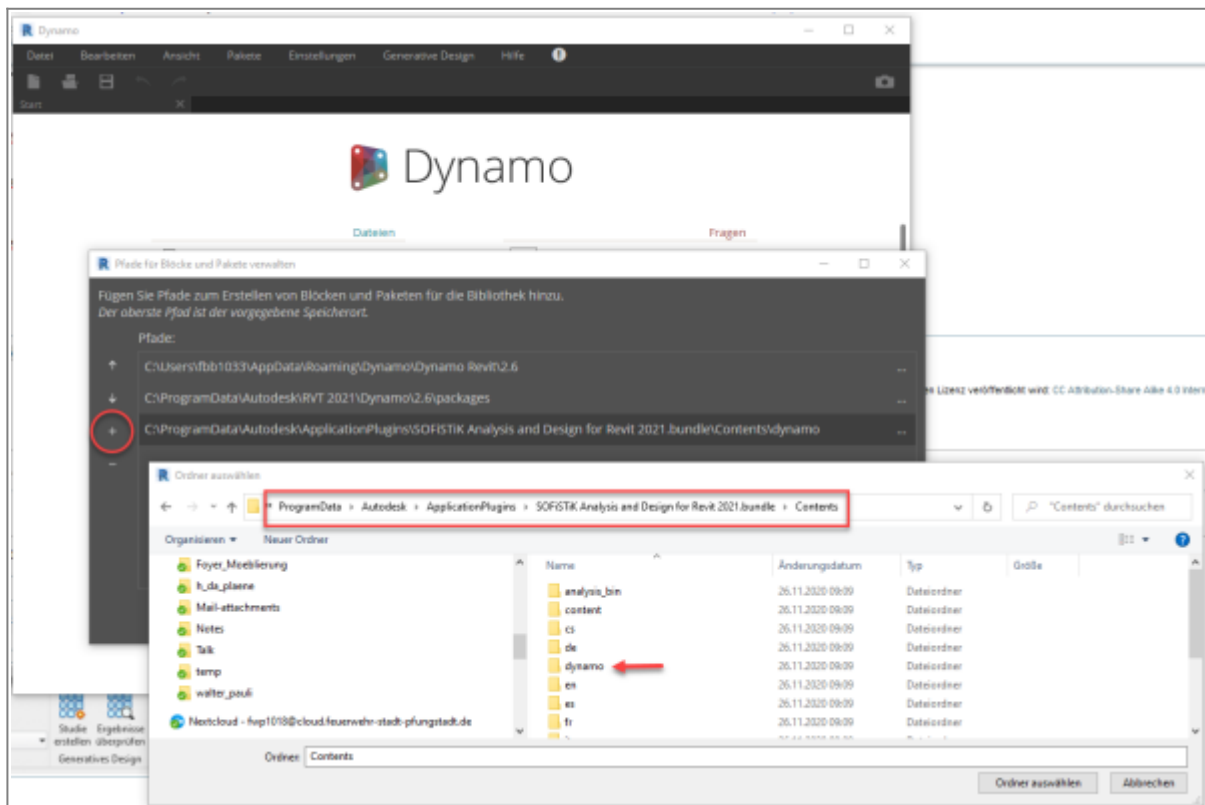 Dynamo
Datei Bearbeiten Ansicht Pakete Einstellungen Generative Design Hilfe
Start
Dynamo
Dateien Fragen
Pfade für Blöcke und Pakete verwalten
Fügen Sie Pfade zum Erstellen von Blöcken und Paketen für die Bibliothek hinzu.
Der oberste Pfad ist der vorgegebene Speicherort.
Pfade:
C:\Users\fbb1033\AppData\Roaming\Dynamo\Dynamo Revit\2.6 ...
C:\ProgramData\Autodesk\RVT 2021\Dynamo\2.6\packages ...
en Lizenz veröffentlicht wird: CC Attribution-Share Alike 4.0 Intern
C:\ProgramData\Autodesk\ApplicationPlugins\SOFiSTiK Analysis and Design for Revit 2021.bundle\Contents\dynamo ...
Ordner auswählen
ProgramData › Autodesk › ApplicationPlugins › SOFiSTiK Analysis and Design for Revit 2021.bundle › Contents
"Contents" durchsuchen
Organisieren Neuer Ordner
Name Änderungsdatum Typ Größe
Foyer_Moeblierung
h_da_plaene
Mail-attachments
Notes
Talk
temp
walter_pauli
Nextcloud - fwp1018@cloud.feuerwehr-stadt-pfungstadt.de
analysis_bin 26.11.2020 09:09 Dateiordner
content 26.11.2020 09:09 Dateiordner
cs 26.11.2020 09:09 Dateiordner
de 26.11.2020 09:09 Dateiordner
dynamo 26.11.2020 09:09 Dateiordner
en 26.11.2020 09:09 Dateiordner
es 26.11.2020 09:09 Dateiordner
fr 26.11.2020 09:09 Dateiordner
Studie erstellen
Ergebnisse überprüfen
Generatives Design
Ordner: Contents
Ordner auswählen Abbrechen